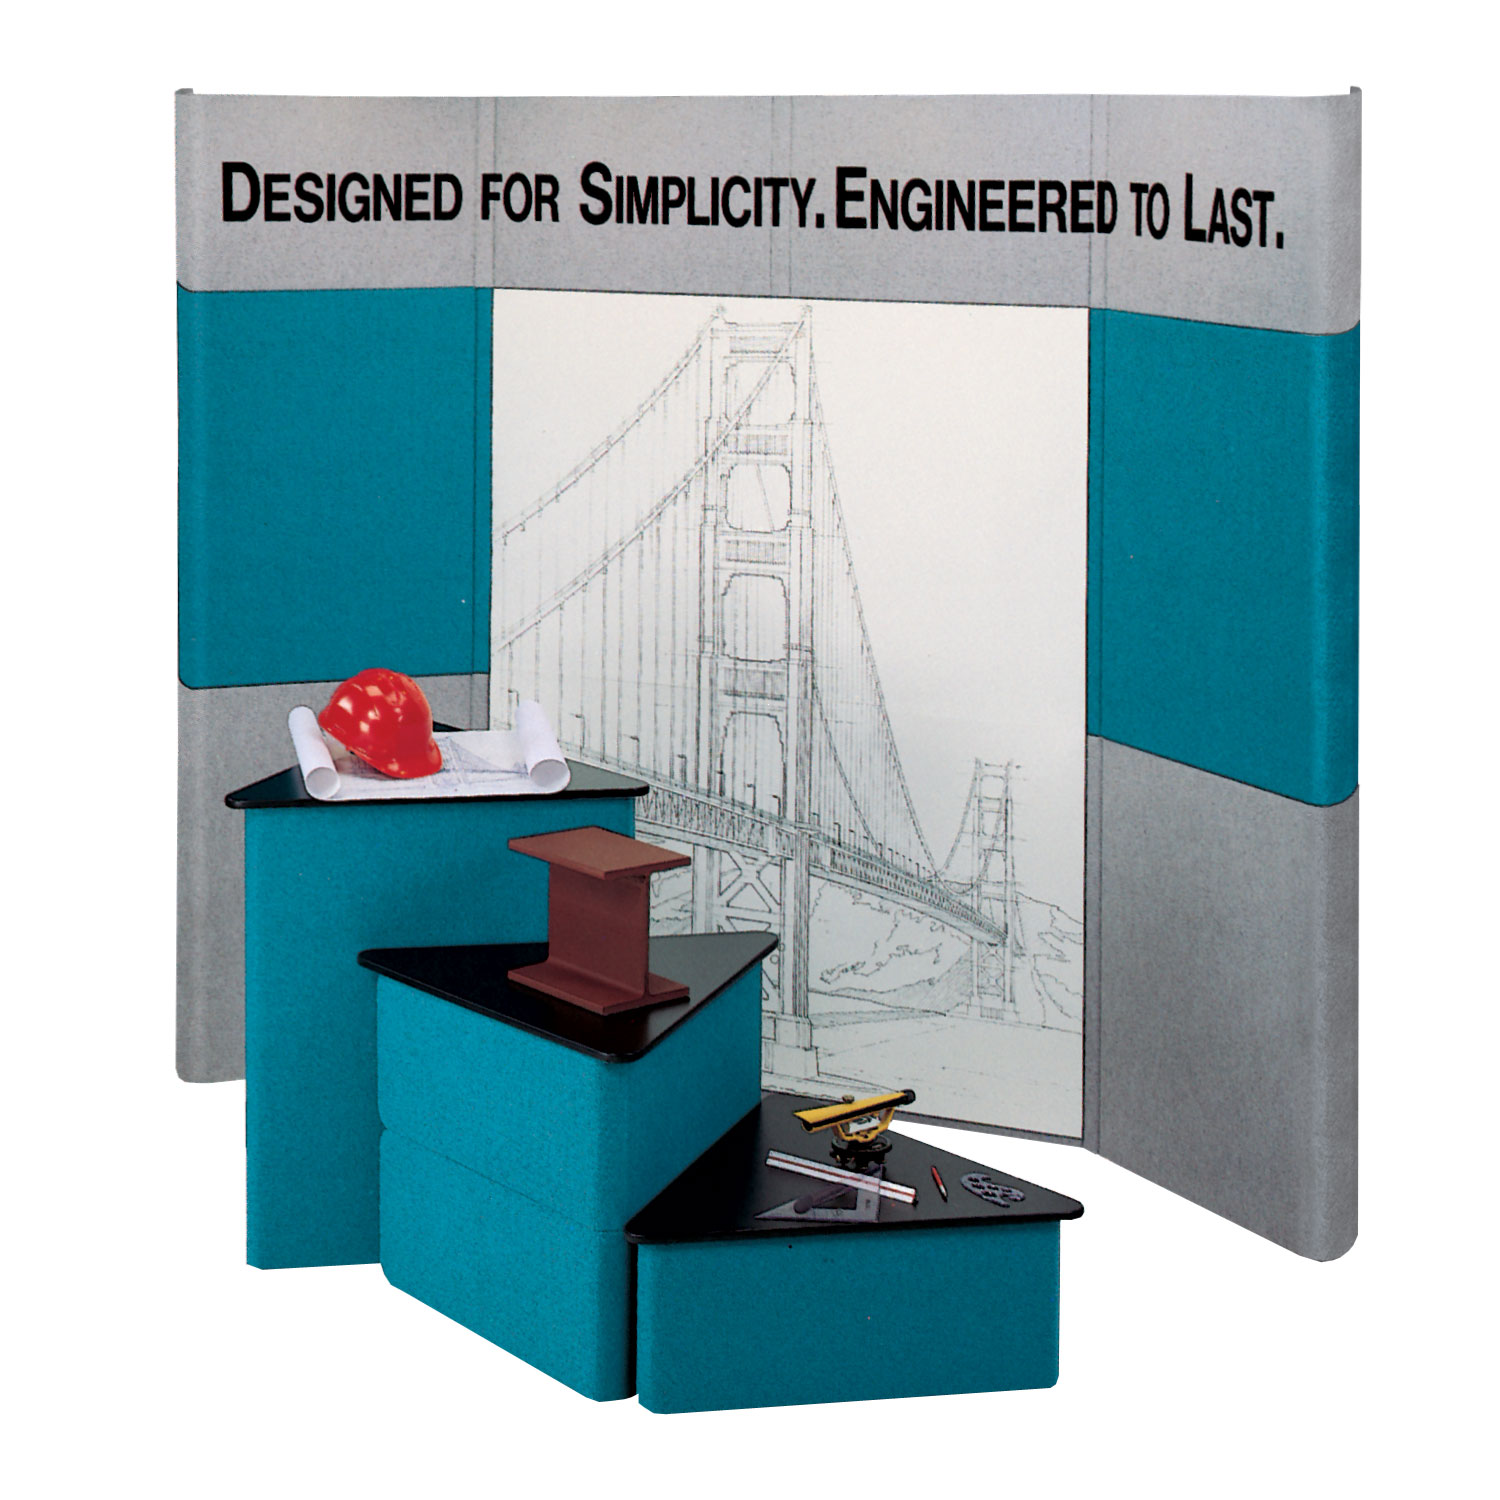 DESIGNED FOR SIMPLICITY. ENGINEERED TO LAST.